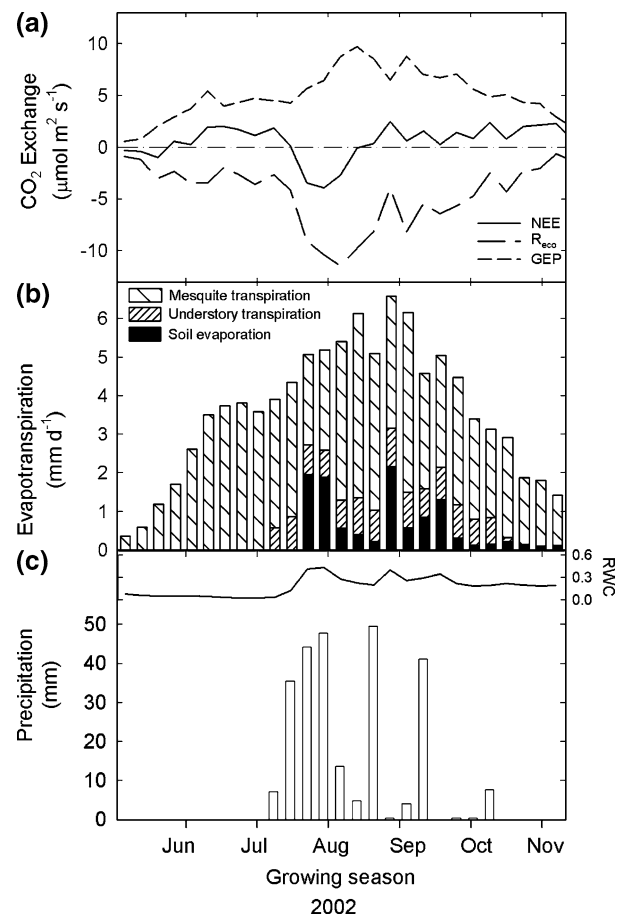 (a)
CO₂ Exchange
(μmol m² s⁻¹)
10
5
0
-5
-10
NEE
Reco
GEP
(b)
Mesquite transpiration
Understory transpiration
Soil evaporation
Evapotranspiration
(mm d⁻¹)
6
5
4
3
2
1
0
(c)
0.6
0.3
0.0
RWC
Precipitation
(mm)
50
40
30
20
10
0
Jun Jul Aug Sep Oct Nov
Growing season
2002